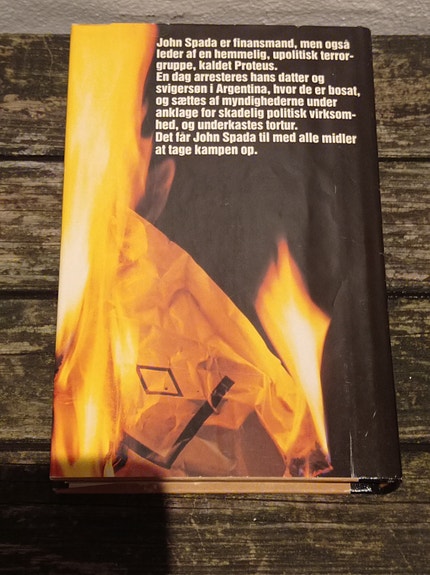 John Spada er finansmand, men også
leder af en hemmelig, upolitisk terror-
gruppe, kaldet Proteus.
En dag arresteres hans datter og
svigersøn i Argentina, hvor de er bosat,
og sættes af myndighederne under
anklage for skadelig politisk virksom-
hed, og underkastes tortur.
Det får John Spada til med alle midler
at tage kampen op.